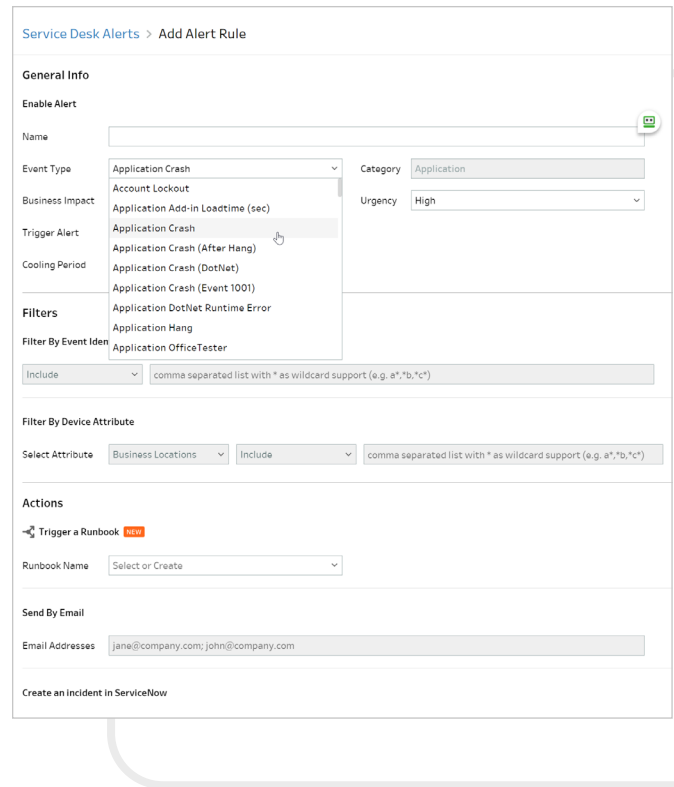 Service Desk Alerts > Add Alert Rule
General Info
Enable Alert
Name
Event Type Application Crash Category Application
Account Lockout
Business Impact Application Add-in Loadtime (sec) Urgency High
Trigger Alert Application Crash
Application Crash (After Hang)
Cooling Period Application Crash (DotNet)
Application Crash (Event 1001)
Filters Application DotNet Runtime Error
Application Hang
Filter By Event Iden Application OfficeTester
Include comma separated list with * as wildcard support (e.g. a*,*b,*c*)
Filter By Device Attribute
Select Attribute Business Locations Include comma separated list with * as wildcard support (e.g. a*,*b,*c*)
Actions
Trigger a Runbook NEW
Runbook Name Select or Create
Send By Email
Email Addresses jane@company.com; john@company.com
Create an incident in ServiceNow